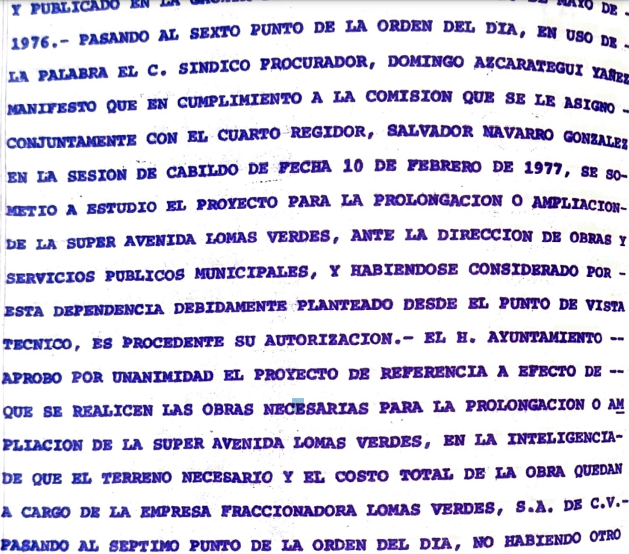 Y PUBLICADO EN LA MAYO DE -
1976.- PASANDO AL SEXTO PUNTO DE LA ORDEN DEL DIA, EN USO DE -
LA PALABRA EL C. SINDICO PROCURADOR, DOMINGO AZCARATEGUI YAÑEZ
MANIFESTO QUE EN CUMPLIMIENTO A LA COMISION QUE SE LE ASIGNO -
CONJUNTAMENTE CON EL CUARTO REGIDOR, SALVADOR NAVARRO GONZALEZ
EN LA SESION DE CABILDO DE FECHA 10 DE FEBRERO DE 1977, SE SO-
METIO A ESTUDIO EL PROYECTO PARA LA PROLONGACION O AMPLIACION-
DE LA SUPER AVENIDA LOMAS VERDES, ANTE LA DIRECCION DE OBRAS Y
SERVICIOS PUBLICOS MUNICIPALES, Y HABIENDOSE CONSIDERADO POR -
ESTA DEPENDENCIA DEBIDAMENTE PLANTEADO DESDE EL PUNTO DE VISTA
TECNICO, ES PROCEDENTE SU AUTORIZACION.- EL H. AYUNTAMIENTO --
APROBO POR UNANIMIDAD EL PROYECTO DE REFERENCIA A EFECTO DE --
QUE SE REALICEN LAS OBRAS NECESARIAS PARA LA PROLONGACION O AM
PLIACION DE LA SUPER AVENIDA LOMAS VERDES, EN LA INTELIGENCIA-
DE QUE EL TERRENO NECESARIO Y EL COSTO TOTAL DE LA OBRA QUEDAN
A CARGO DE LA EMPRESA FRACCIONADORA LOMAS VERDES, S.A. DE C.V.-
PASANDO AL SEPTIMO PUNTO DE LA ORDEN DEL DIA, NO HABIENDO OTRO